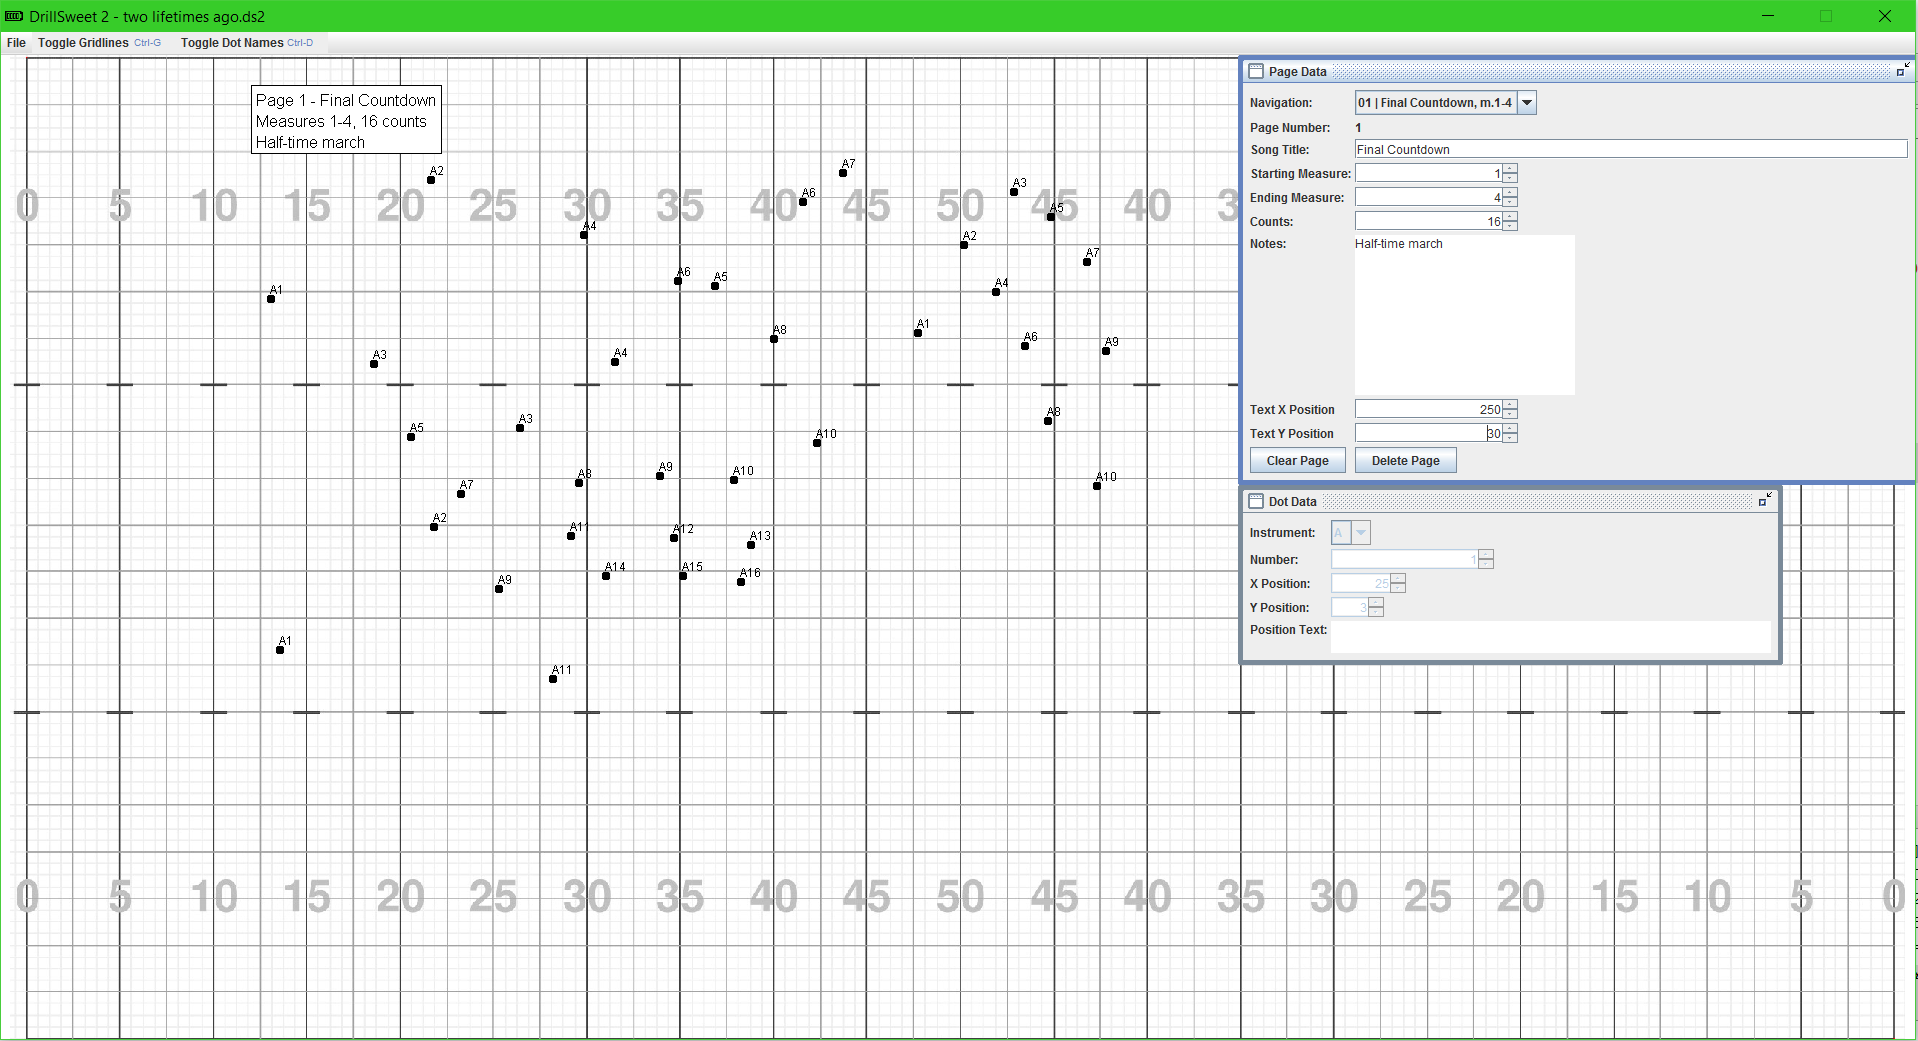 DrillSweet 2 - two lifetimes ago.ds2
File Toggle Gridlines Ctrl-G Toggle Dot Names Ctrl-D
Page 1 - Final Countdown
Measures 1-4, 16 counts
Half-time march
0 5 10 15 20 25 30 35 40 45 50 45 40
A7
A2
A3
A6
A5
A4
A2
A7
A6
A5
A4
A1
A1
A8
A6
A9
A4
A3
A8
A3
A5
A10
A9
A10
A8
A10
A7
A2
A11
A12
A13
A14
A15
A16
A9
A1
A11
0 5 10 15 20 25 30 35 40 45 50 45 40 35 30 25 20 15 10 5 0
Page Data
Navigation: 01 | Final Countdown, m.1-4
Page Number: 1
Song Title: Final Countdown
Starting Measure: 1
Ending Measure: 4
Counts: 16
Notes: Half-time march
Text X Position 250
Text Y Position 30
Clear Page Delete Page
Dot Data
Instrument: A
Number: 1
X Position: 25
Y Position: 3
Position Text: